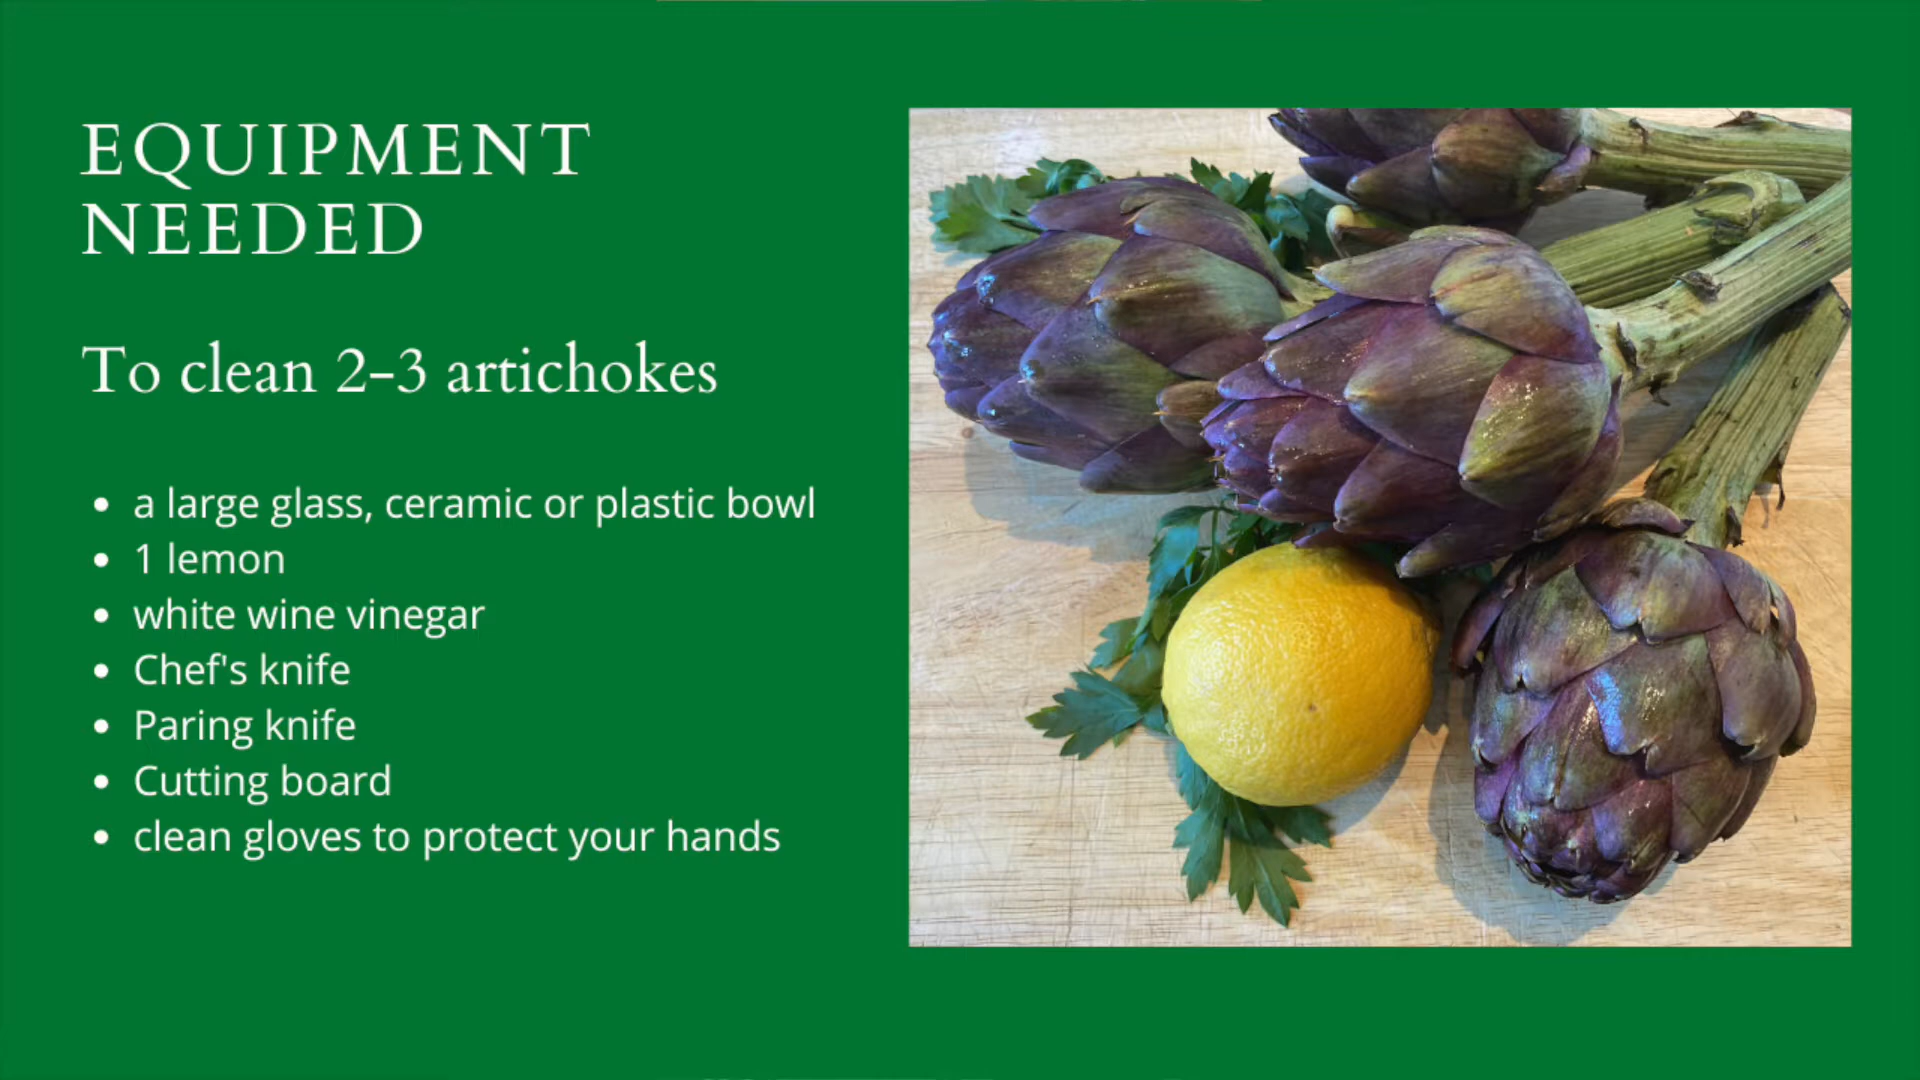 EQUIPMENT
NEEDED
To clean 2-3 artichokes
• a large glass, ceramic or plastic bowl
• 1 lemon
• white wine vinegar
• Chef's knife
• Paring knife
• Cutting board
• clean gloves to protect your hands